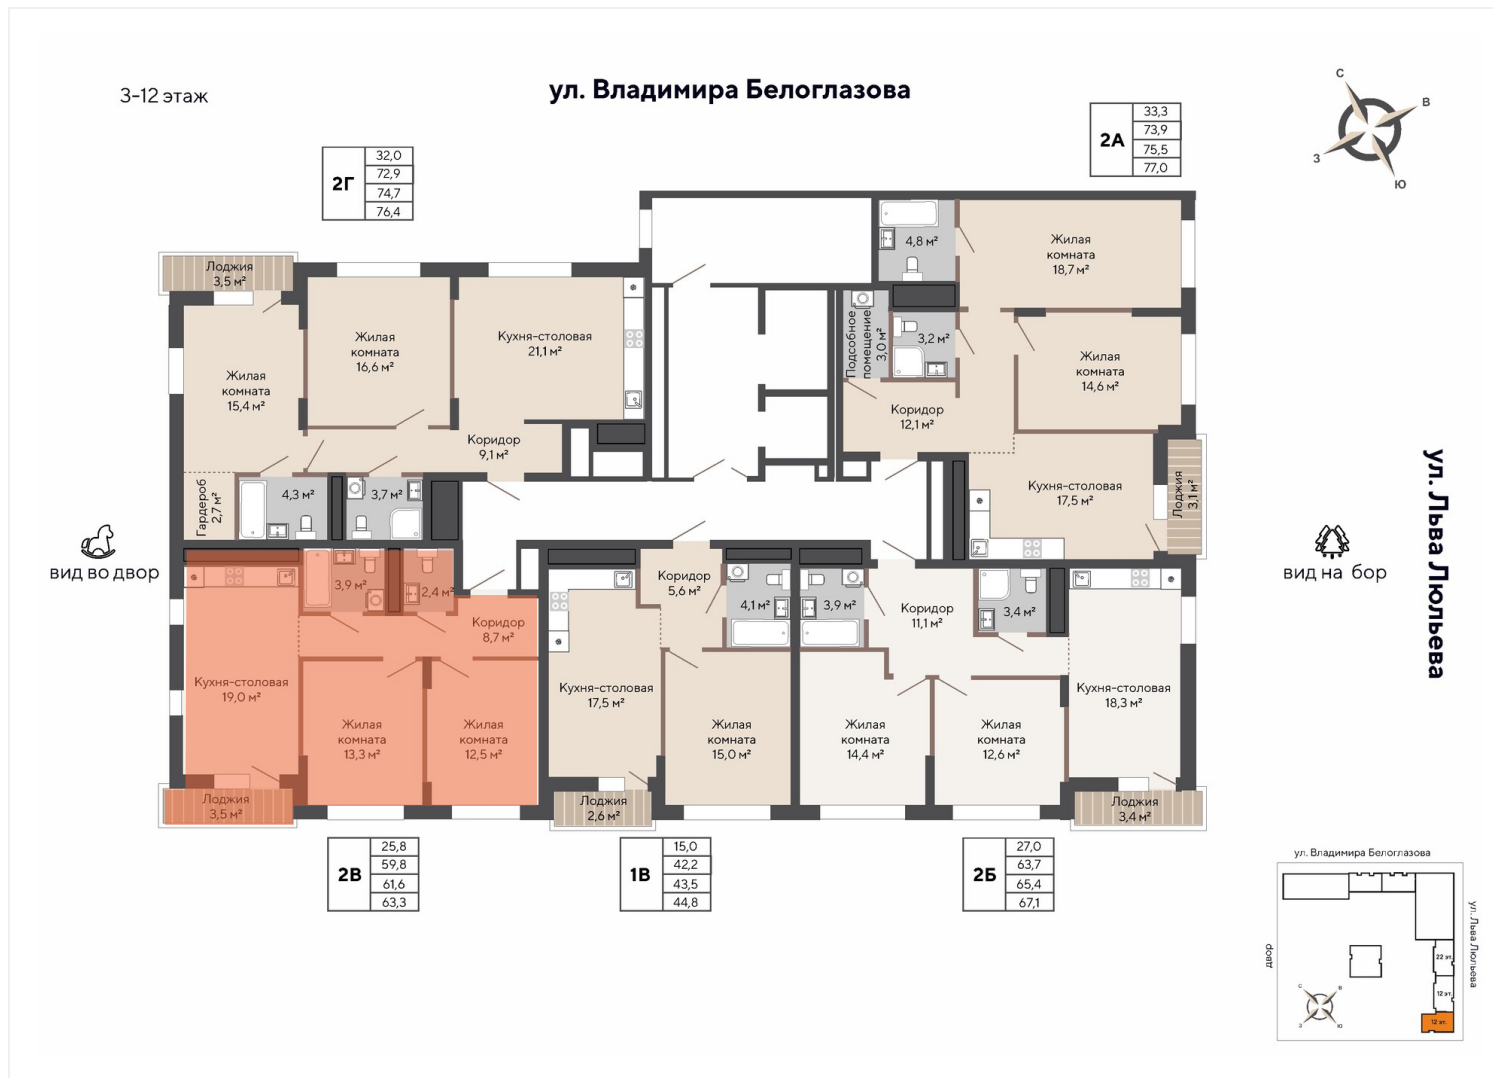 3-12 этаж
ул. Владимира Белоглазова
С
В
З
Ю
2Г
32,0
72,9
74,7
76,4
2А
33,3
73,9
75,5
77,0
Лоджия
3,5 м²
Жилая
комната
16,6 м²
Кухня-столовая
21,1 м²
Жилая
комната
15,4 м²
Коридор
9,1 м²
Гардероб
2,7 м²
4,3 м²
3,7 м²
4,8 м²
Жилая
комната
18,7 м²
Подсобное
помещение
3,0 м²
3,2 м²
Жилая
комната
14,6 м²
Коридор
12,1 м²
Кухня-столовая
17,5 м²
Лоджия
3,1 м²
вид во двор
вид на бор
ул. Льва Люльева
3,9 м²
2,4 м²
Коридор
8,7 м²
Кухня-столовая
19,0 м²
Жилая
комната
13,3 м²
Жилая
комната
12,5 м²
Лоджия
3,5 м²
Коридор
5,6 м²
4,1 м²
Кухня-столовая
17,5 м²
Жилая
комната
15,0 м²
Лоджия
2,6 м²
3,9 м²
Коридор
11,1 м²
3,4 м²
Жилая
комната
14,4 м²
Жилая
комната
12,6 м²
Кухня-столовая
18,3 м²
Лоджия
3,4 м²
2В
25,8
59,8
61,6
63,3
1В
15,0
42,2
43,5
44,8
2Б
27,0
63,7
65,4
67,1
ул. Владимира Белоглазова
двор
ул. Льва Люльева
22 эт.
12 эт.
12 эт.
С
В
З
Ю